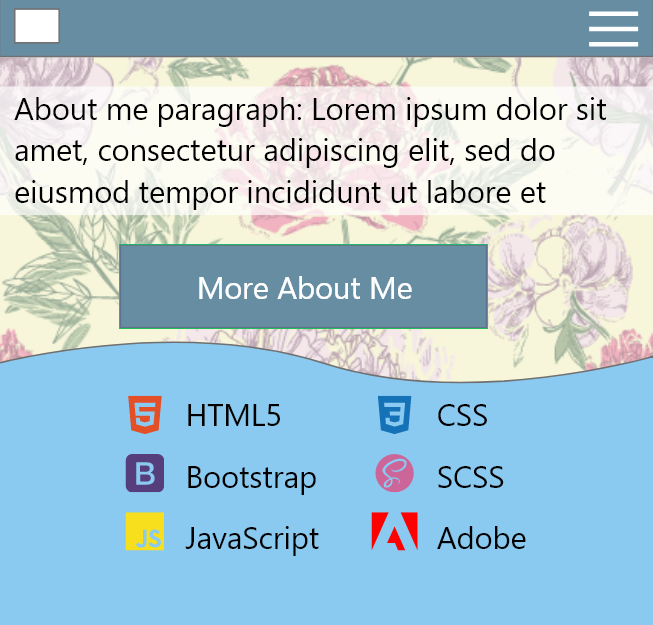 About me paragraph: Lorem ipsum dolor sit
amet, consectetur adipiscing elit, sed do
eiusmod tempor incididunt ut labore et
More About Me
5 HTML5
3 CSS
B Bootstrap
SCSS
JS JavaScript
Adobe